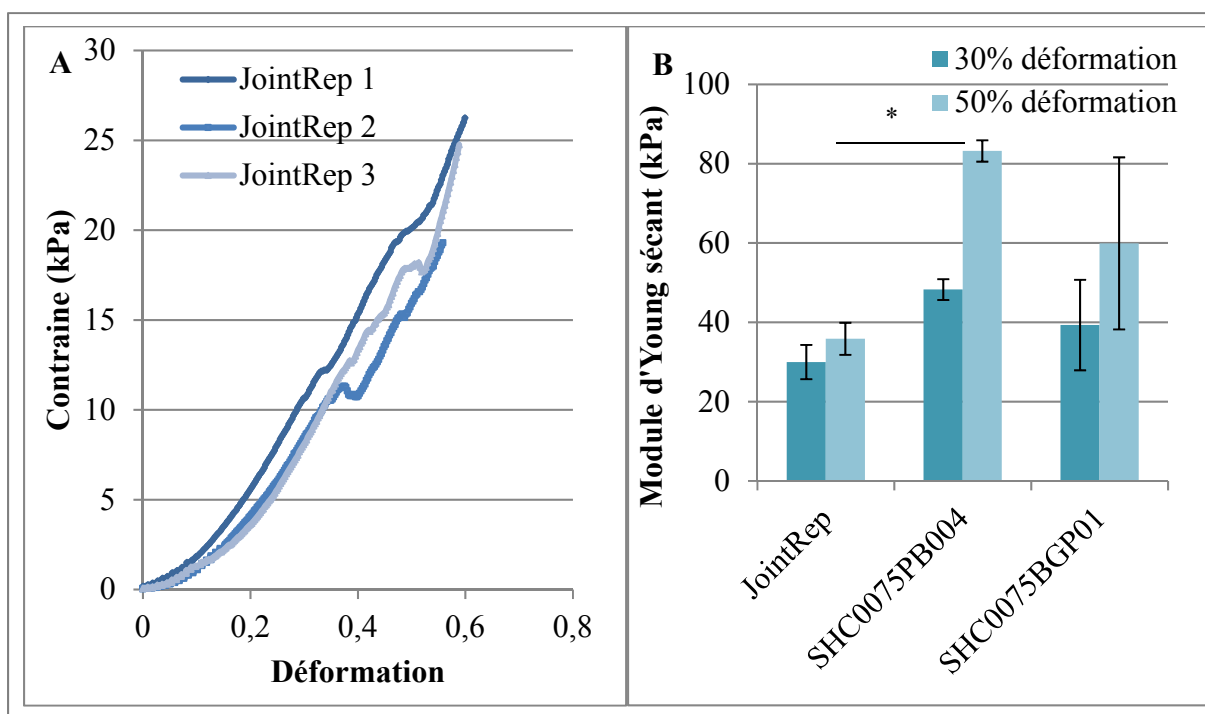 A
JointRep 1
JointRep 2
JointRep 3
Contraine (kPa)
30
25
20
15
10
5
0
0
0,2
0,4
0,6
0,8
Déformation
B
30% déformation
50% déformation
*
Module d'Young sécant (kPa)
100
80
60
40
20
0
JointRep
SHC0075PB004
SHC0075BGP01